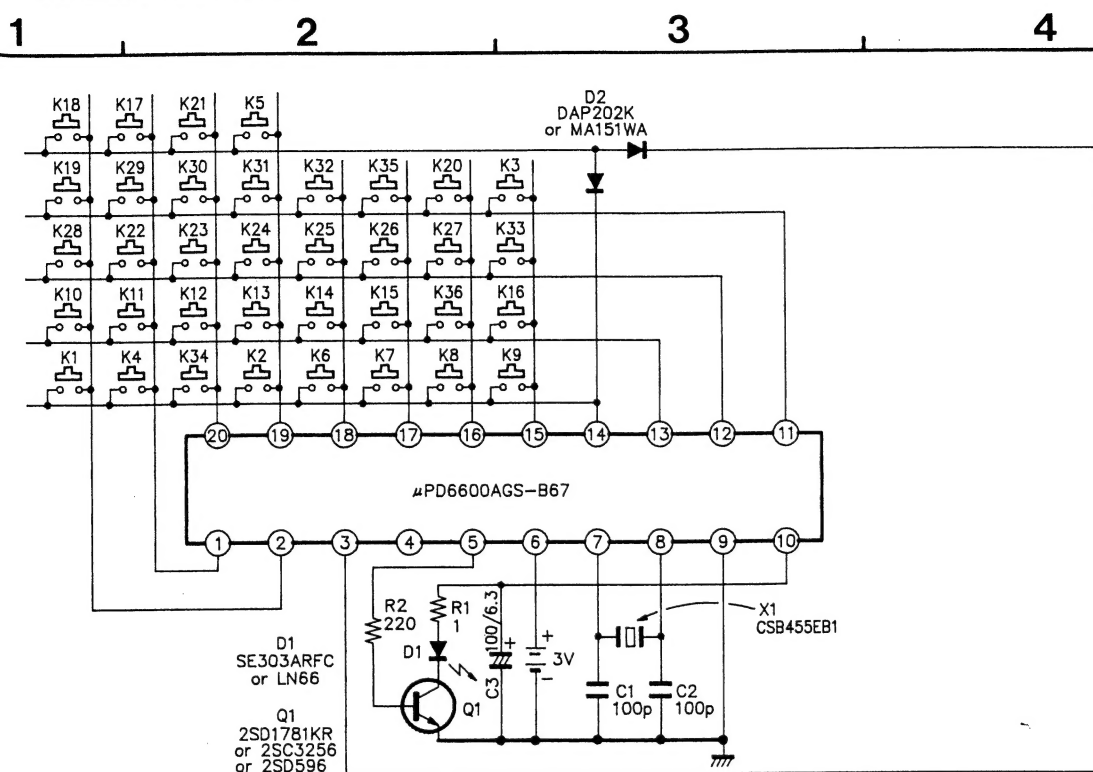 1 2 3 4
D2
DAP202K
or MA151WA
K18 K17 K21 K5
K19 K29 K30 K31 K32 K35 K20 K3
K28 K22 K23 K24 K25 K26 K27 K33
K10 K11 K12 K13 K14 K15 K36 K16
K1 K4 K34 K2 K6 K7 K8 K9
20 19 18 17 16 15 14 13 12 11
μPD6600AGS-B67
1 2 3 4 5 6 7 8 9 10
R2
220
R1
1
100/6.3
+
C3
D1
+
3V
-
X1
CSB455EB1
C1
100p
C2
100p
Q1
D1
SE303ARFC
or LN66
Q1
2SD1781KR
or 2SC3256
or 2SD596